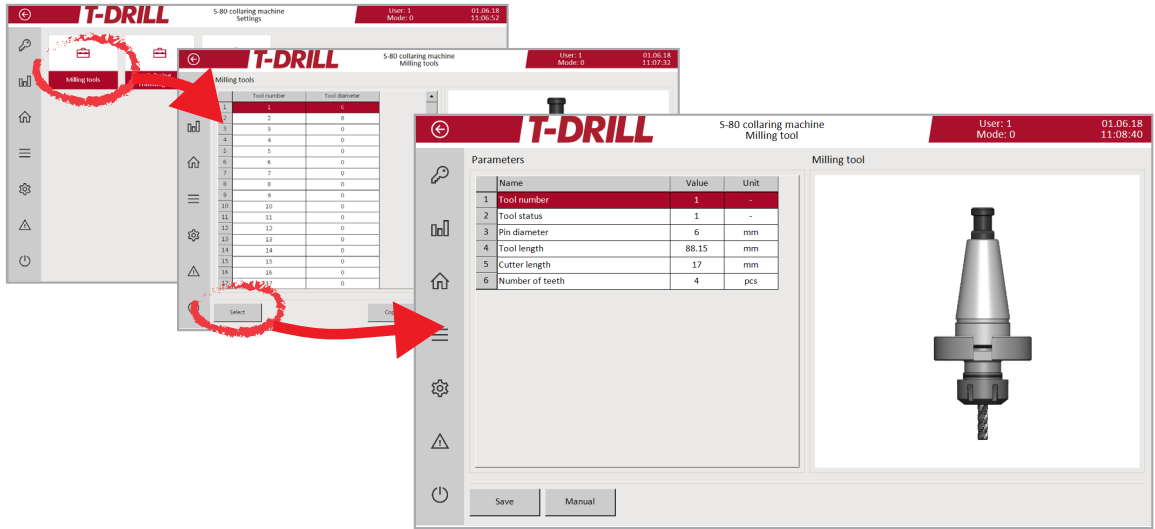 T-DRILL
S-80 collaring machine
Settings
User: 1
Mode: 0
01.06.18
11:06:52
Milling tools
T-DRILL
S-80 collaring machine
Milling tools
User: 1
Mode: 0
01.06.18
11:07:32
Milling tools
Tool number Tool diameter
1 1 6
2 2 8
3 3 0
4 4 0
5 5 0
6 6 0
7 7 0
8 8 0
9 9 0
10 10 0
11 11 0
12 12 0
13 13 0
14 14 0
15 15 0
16 16 0
17 17 0
Select
T-DRILL
S-80 collaring machine
Milling tool
User: 1
Mode: 0
01.06.18
11:08:40
Parameters
Name Value Unit
1 Tool number 1 -
2 Tool status 1 -
3 Pin diameter 6 mm
4 Tool length 88.15 mm
5 Cutter length 17 mm
6 Number of teeth 4 pcs
Milling tool
Save
Manual